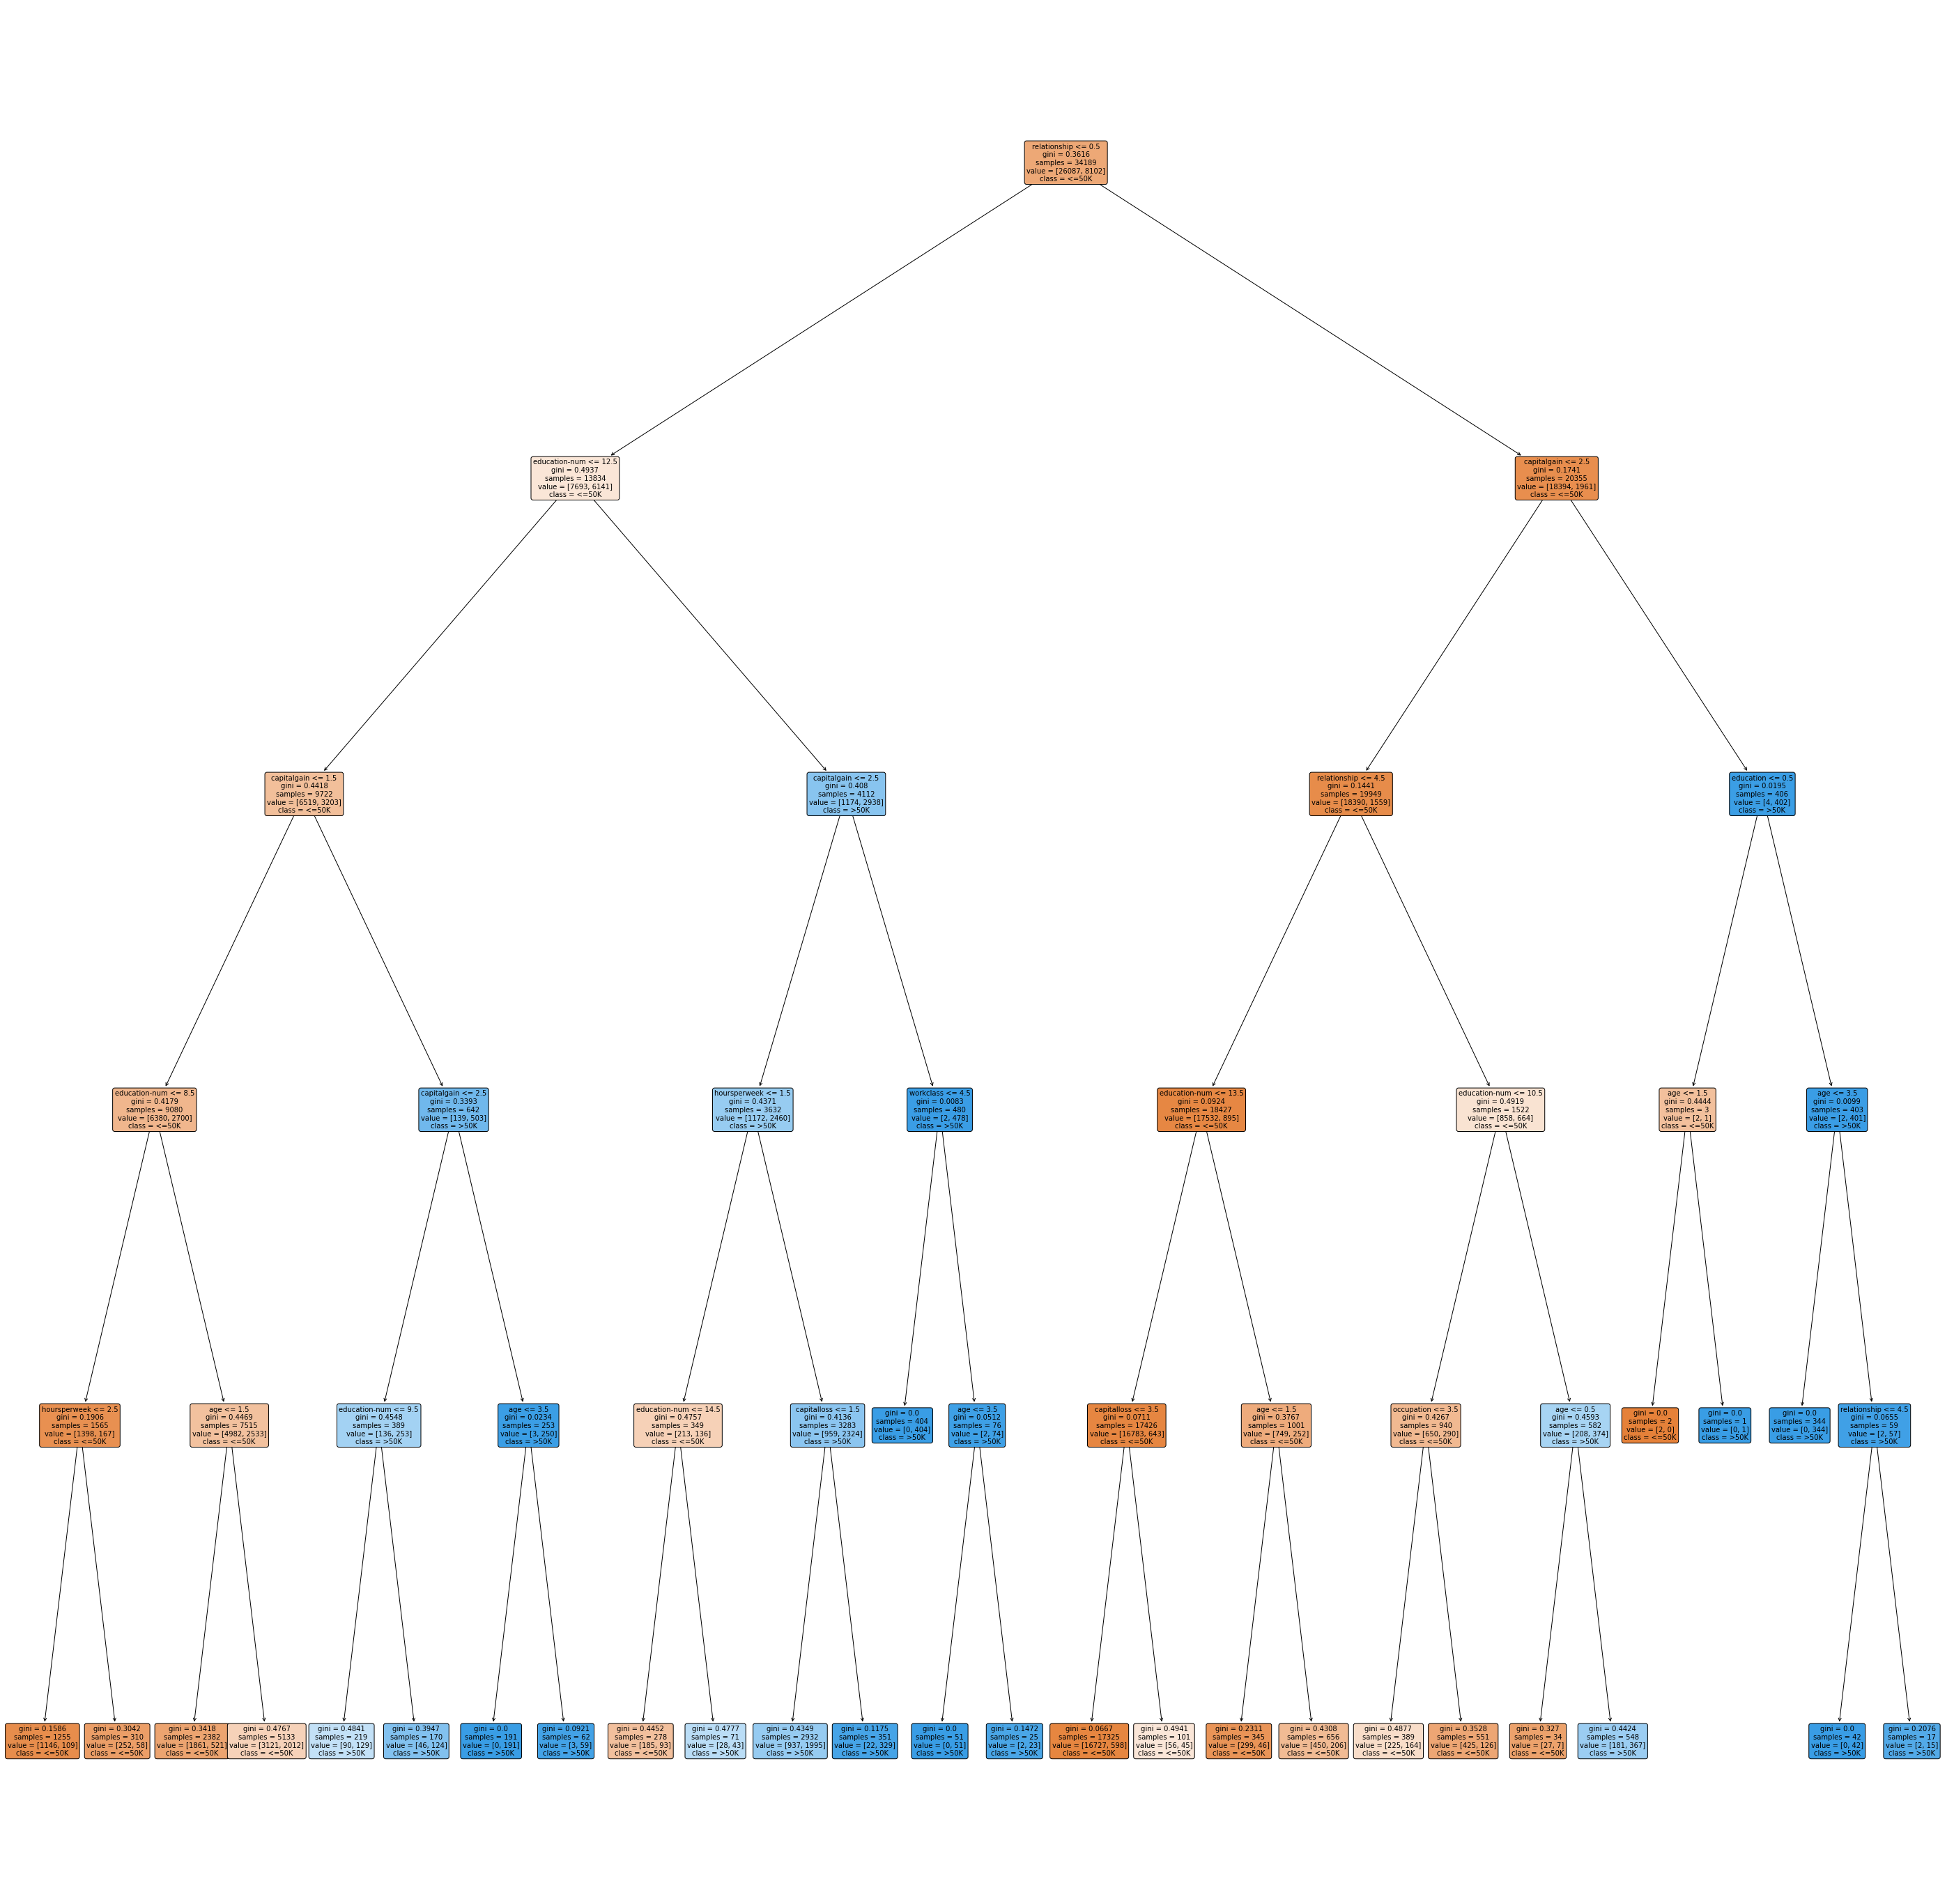 relationship <= 0.5
gini = 0.3616
samples = 34189
value = [26087, 8102]
class = <=50K
education-num <= 12.5
gini = 0.4937
samples = 13834
value = [7693, 6141]
class = <=50K
capitalgain <= 2.5
gini = 0.1741
samples = 20355
value = [18394, 1961]
class = <=50K
capitalgain <= 1.5
gini = 0.4418
samples = 9722
value = [6519, 3203]
class = <=50K
capitalgain <= 2.5
gini = 0.408
samples = 4112
value = [1174, 2938]
class = >50K
relationship <= 4.5
gini = 0.1441
samples = 19949
value = [18390, 1559]
class = <=50K
education <= 0.5
gini = 0.0195
samples = 406
value = [4, 402]
class = >50K
education-num <= 8.5
gini = 0.4179
samples = 9080
value = [6380, 2700]
class = <=50K
capitalgain <= 2.5
gini = 0.3393
samples = 642
value = [139, 503]
class = >50K
hoursperweek <= 1.5
gini = 0.4371
samples = 3632
value = [1172, 2460]
class = >50K
workclass <= 4.5
gini = 0.0083
samples = 480
value = [2, 478]
class = >50K
education-num <= 13.5
gini = 0.0924
samples = 18427
value = [17532, 895]
class = <=50K
education-num <= 10.5
gini = 0.4919
samples = 1522
value = [858, 664]
class = <=50K
age <= 1.5
gini = 0.4444
samples = 3
value = [2, 1]
class = <=50K
age <= 3.5
gini = 0.0099
samples = 403
value = [2, 401]
class = >50K
hoursperweek <= 2.5
gini = 0.1906
samples = 1565
value = [1398, 167]
class = <=50K
age <= 1.5
gini = 0.4469
samples = 7515
value = [4982, 2533]
class = <=50K
education-num <= 9.5
gini = 0.4548
samples = 389
value = [136, 253]
class = >50K
age <= 3.5
gini = 0.0234
samples = 253
value = [3, 250]
class = >50K
education-num <= 14.5
gini = 0.4757
samples = 349
value = [213, 136]
class = <=50K
capitalloss <= 1.5
gini = 0.4136
samples = 3283
value = [959, 2324]
class = >50K
gini = 0.0
samples = 404
value = [0, 404]
class = >50K
age <= 3.5
gini = 0.0512
samples = 76
value = [2, 74]
class = >50K
capitalloss <= 3.5
gini = 0.0711
samples = 17426
value = [16783, 643]
class = <=50K
age <= 1.5
gini = 0.3767
samples = 1001
value = [749, 252]
class = <=50K
occupation <= 3.5
gini = 0.4267
samples = 940
value = [650, 290]
class = <=50K
age <= 0.5
gini = 0.4593
samples = 582
value = [208, 374]
class = >50K
gini = 0.0
samples = 2
value = [2, 0]
class = <=50K
gini = 0.0
samples = 1
value = [0, 1]
class = >50K
gini = 0.0
samples = 344
value = [0, 344]
class = >50K
relationship <= 4.5
gini = 0.0655
samples = 59
value = [2, 57]
class = >50K
gini = 0.1586
samples = 1255
value = [1146, 109]
class = <=50K
gini = 0.3042
samples = 310
value = [252, 58]
class = <=50K
gini = 0.3418
samples = 2382
value = [1861, 521]
class = <=50K
gini = 0.4767
samples = 5133
value = [3121, 2012]
class = <=50K
gini = 0.4841
samples = 219
value = [90, 129]
class = >50K
gini = 0.3947
samples = 170
value = [46, 124]
class = >50K
gini = 0.0
samples = 191
value = [0, 191]
class = >50K
gini = 0.0921
samples = 62
value = [3, 59]
class = >50K
gini = 0.4452
samples = 278
value = [185, 93]
class = <=50K
gini = 0.4777
samples = 71
value = [28, 43]
class = >50K
gini = 0.4349
samples = 2932
value = [937, 1995]
class = >50K
gini = 0.1175
samples = 351
value = [22, 329]
class = >50K
gini = 0.0
samples = 51
value = [0, 51]
class = >50K
gini = 0.1472
samples = 25
value = [2, 23]
class = >50K
gini = 0.0667
samples = 17325
value = [16727, 598]
class = <=50K
gini = 0.4941
samples = 101
value = [56, 45]
class = <=50K
gini = 0.2311
samples = 345
value = [299, 46]
class = <=50K
gini = 0.4308
samples = 656
value = [450, 206]
class = <=50K
gini = 0.4877
samples = 389
value = [225, 164]
class = <=50K
gini = 0.3528
samples = 551
value = [425, 126]
class = <=50K
gini = 0.327
samples = 34
value = [27, 7]
class = <=50K
gini = 0.4424
samples = 548
value = [181, 367]
class = >50K
gini = 0.0
samples = 42
value = [0, 42]
class = >50K
gini = 0.2076
samples = 17
value = [2, 15]
class = >50K